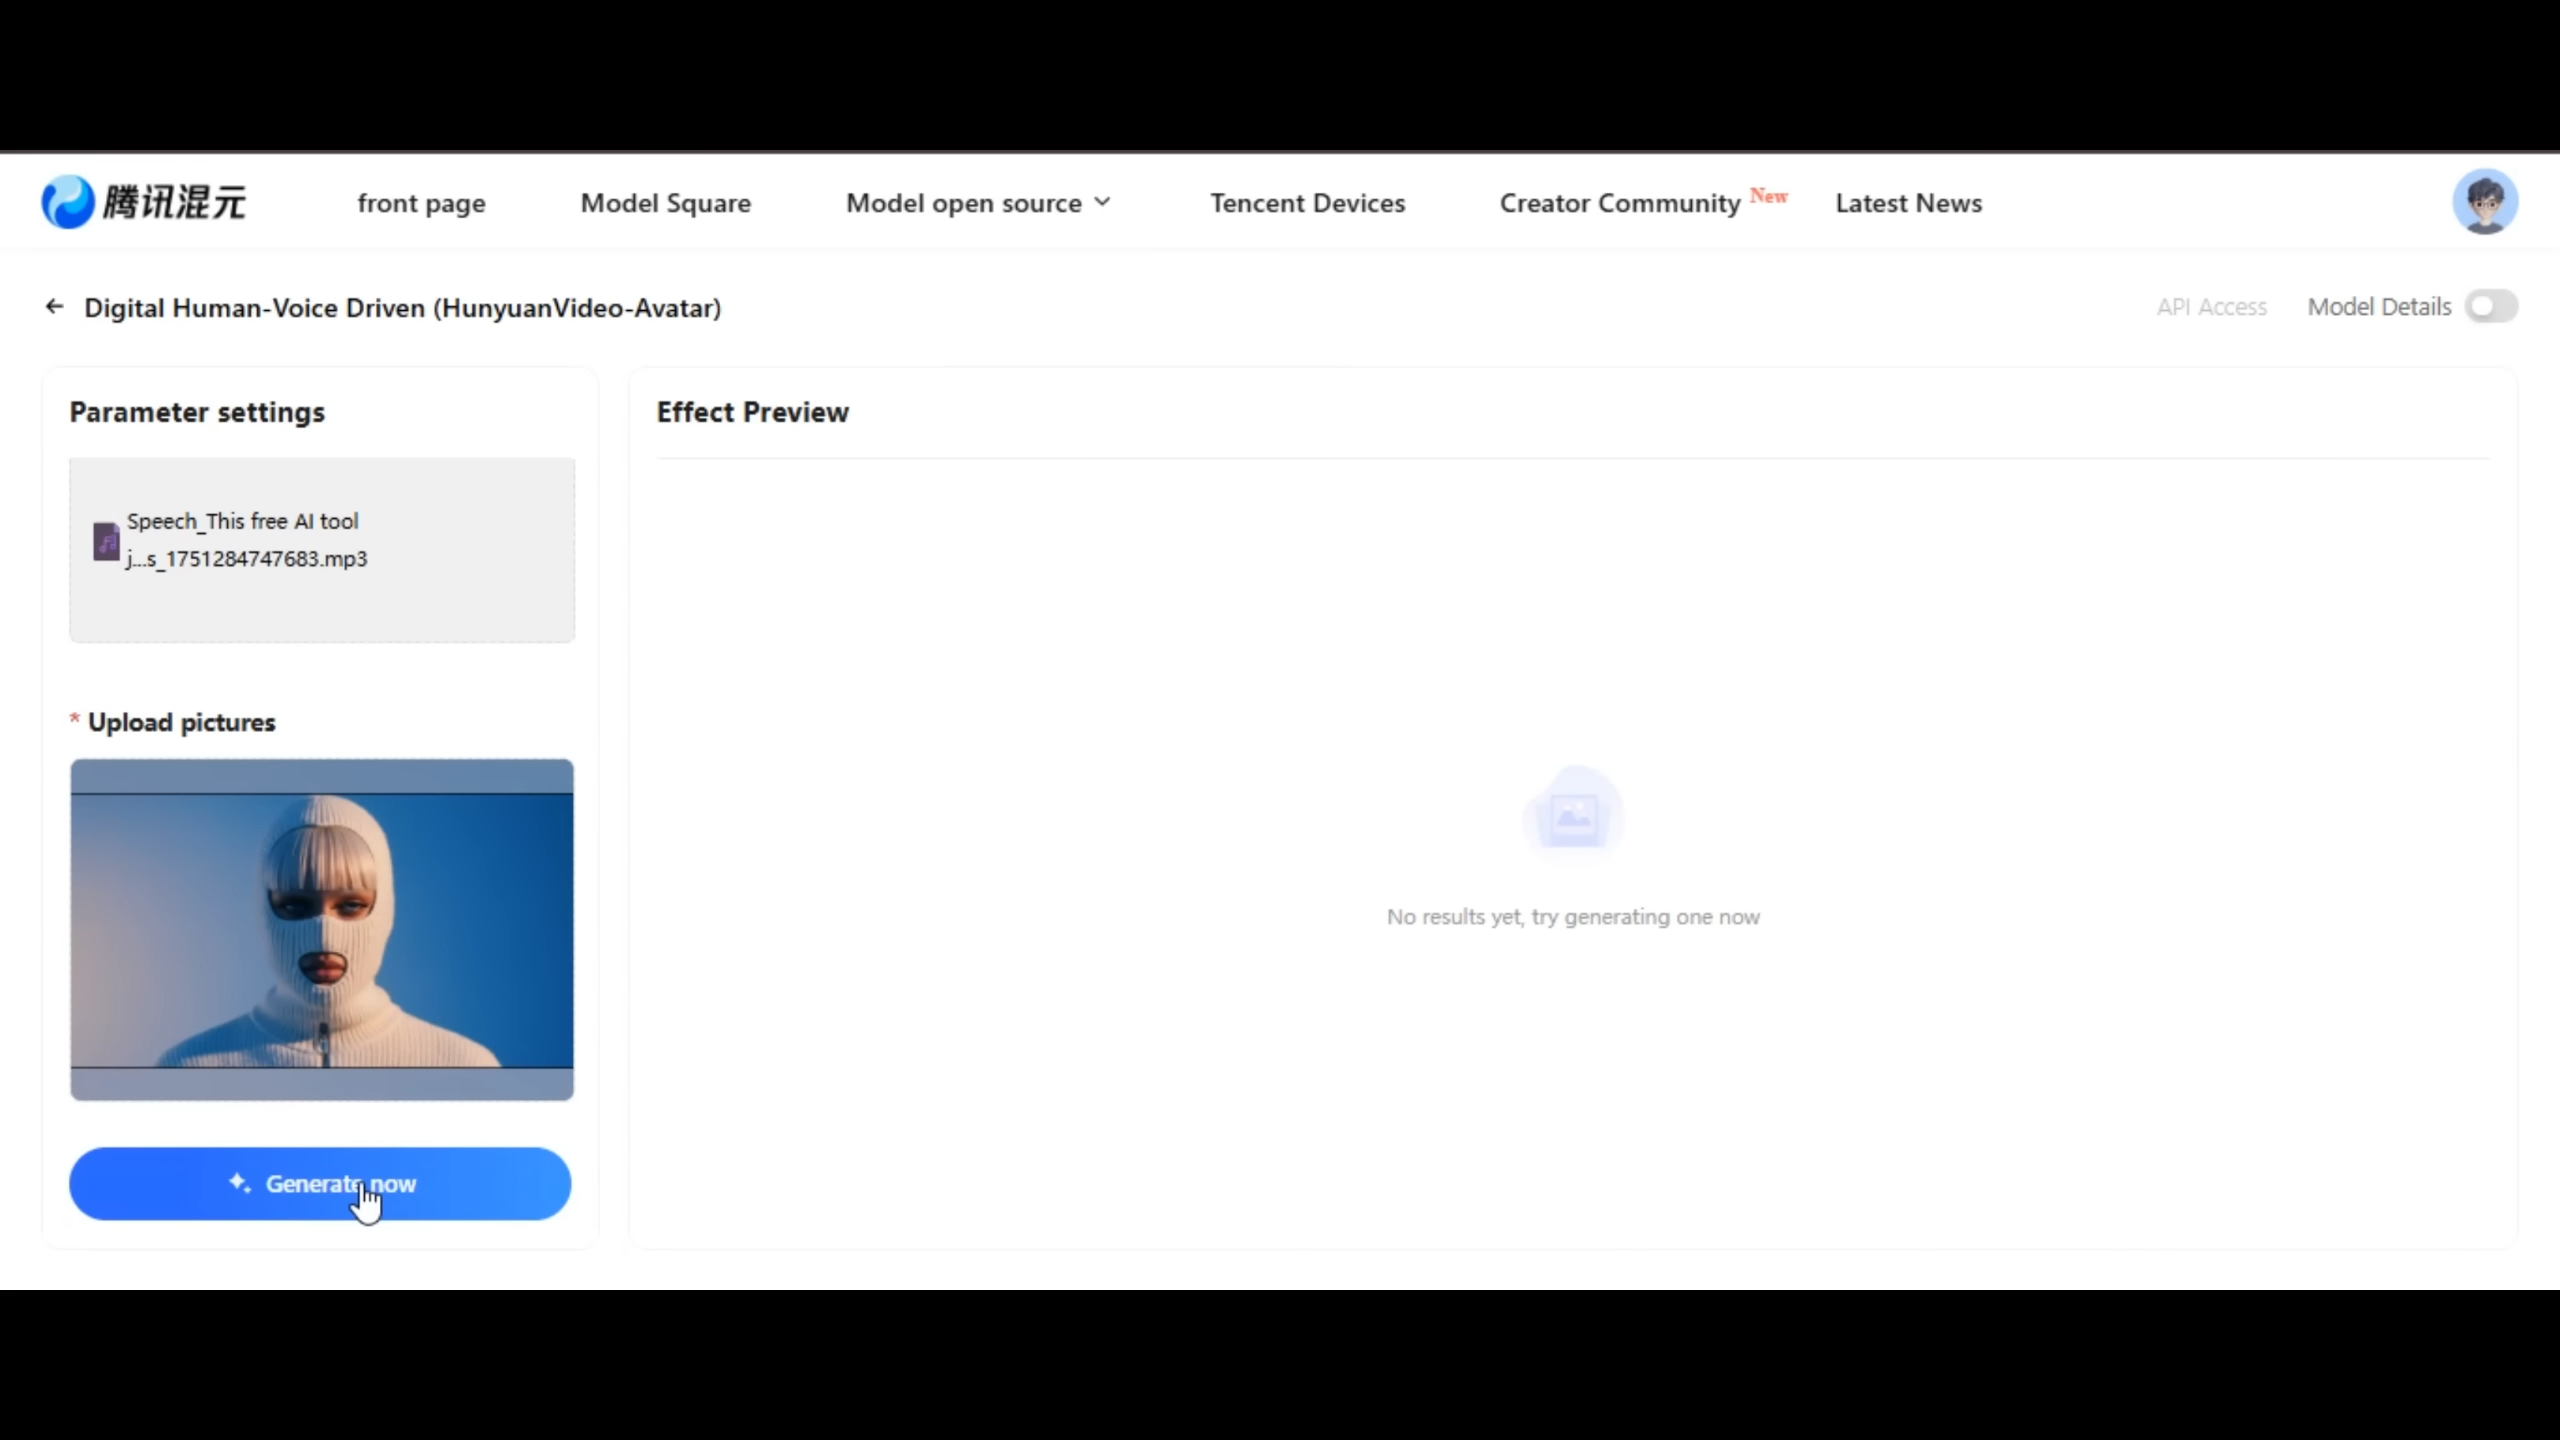 腾讯混元
front page
Model Square
Model open source
Tencent Devices
Creator Community New
Latest News
Digital Human-Voice Driven (HunyuanVideo-Avatar)
API Access
Model Details
Parameter settings
Speech_This free AI tool
j...s_1751284747683.mp3
* Upload pictures
Generate now
Effect Preview
No results yet, try generating one now